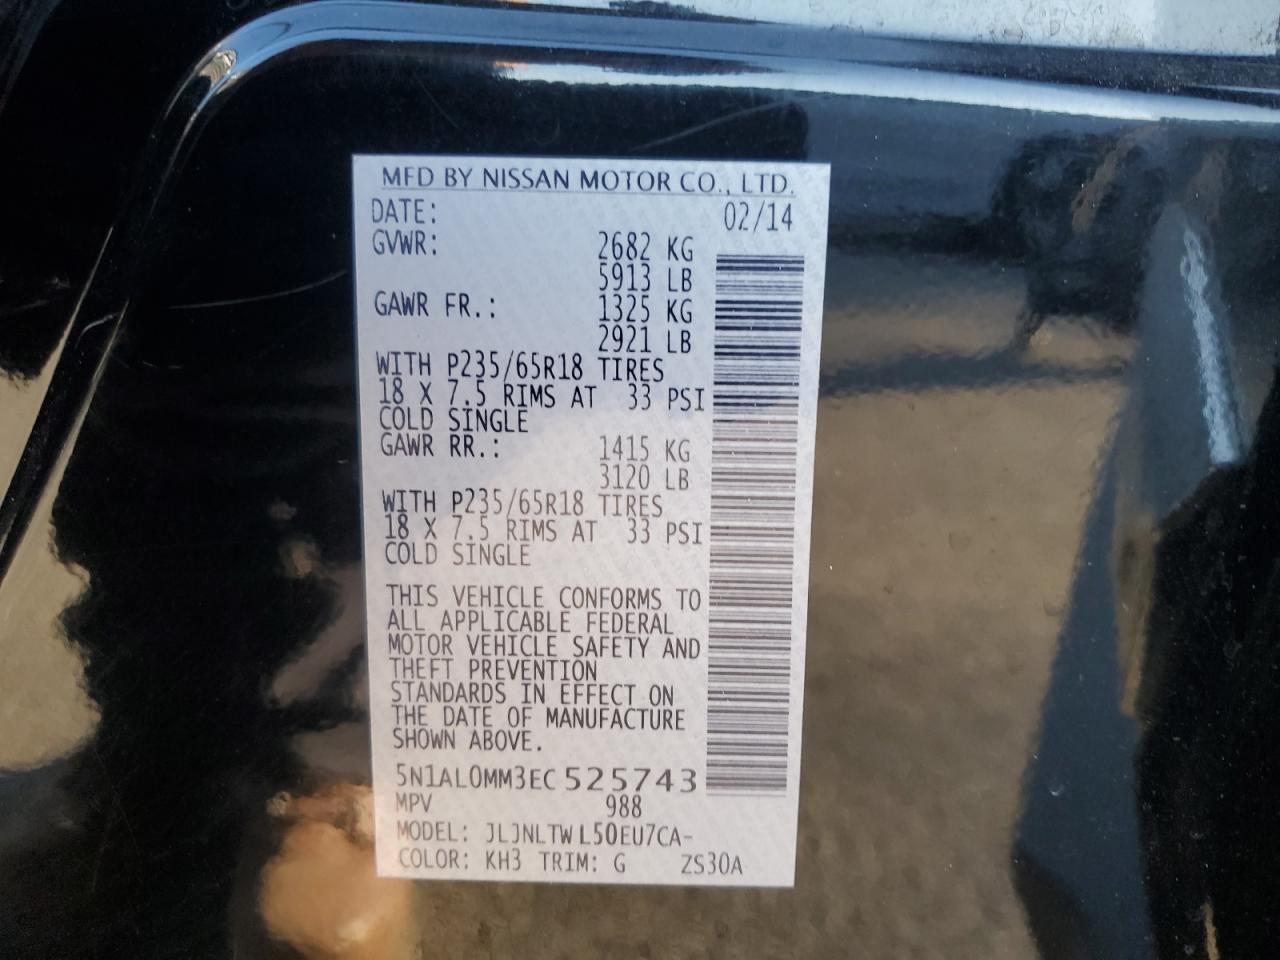 MFD BY NISSAN MOTOR CO., LTD.
DATE: 02/14
GVWR: 2682 KG
5913 LB
GAWR FR.: 1325 KG
2921 LB
WITH P235/65R18 TIRES
18 X 7.5 RIMS AT 33 PSI
COLD SINGLE
GAWR RR.: 1415 KG
3120 LB
WITH P235/65R18 TIRES
18 X 7.5 RIMS AT 33 PSI
COLD SINGLE
THIS VEHICLE CONFORMS TO
ALL APPLICABLE FEDERAL
MOTOR VEHICLE SAFETY AND
THEFT PREVENTION
STANDARDS IN EFFECT ON
THE DATE OF MANUFACTURE
SHOWN ABOVE.
5N1AL0MM3EC525743
MPV 988
MODEL: JLJNLTWL50EU7CA-
COLOR: KH3 TRIM: G ZS30A